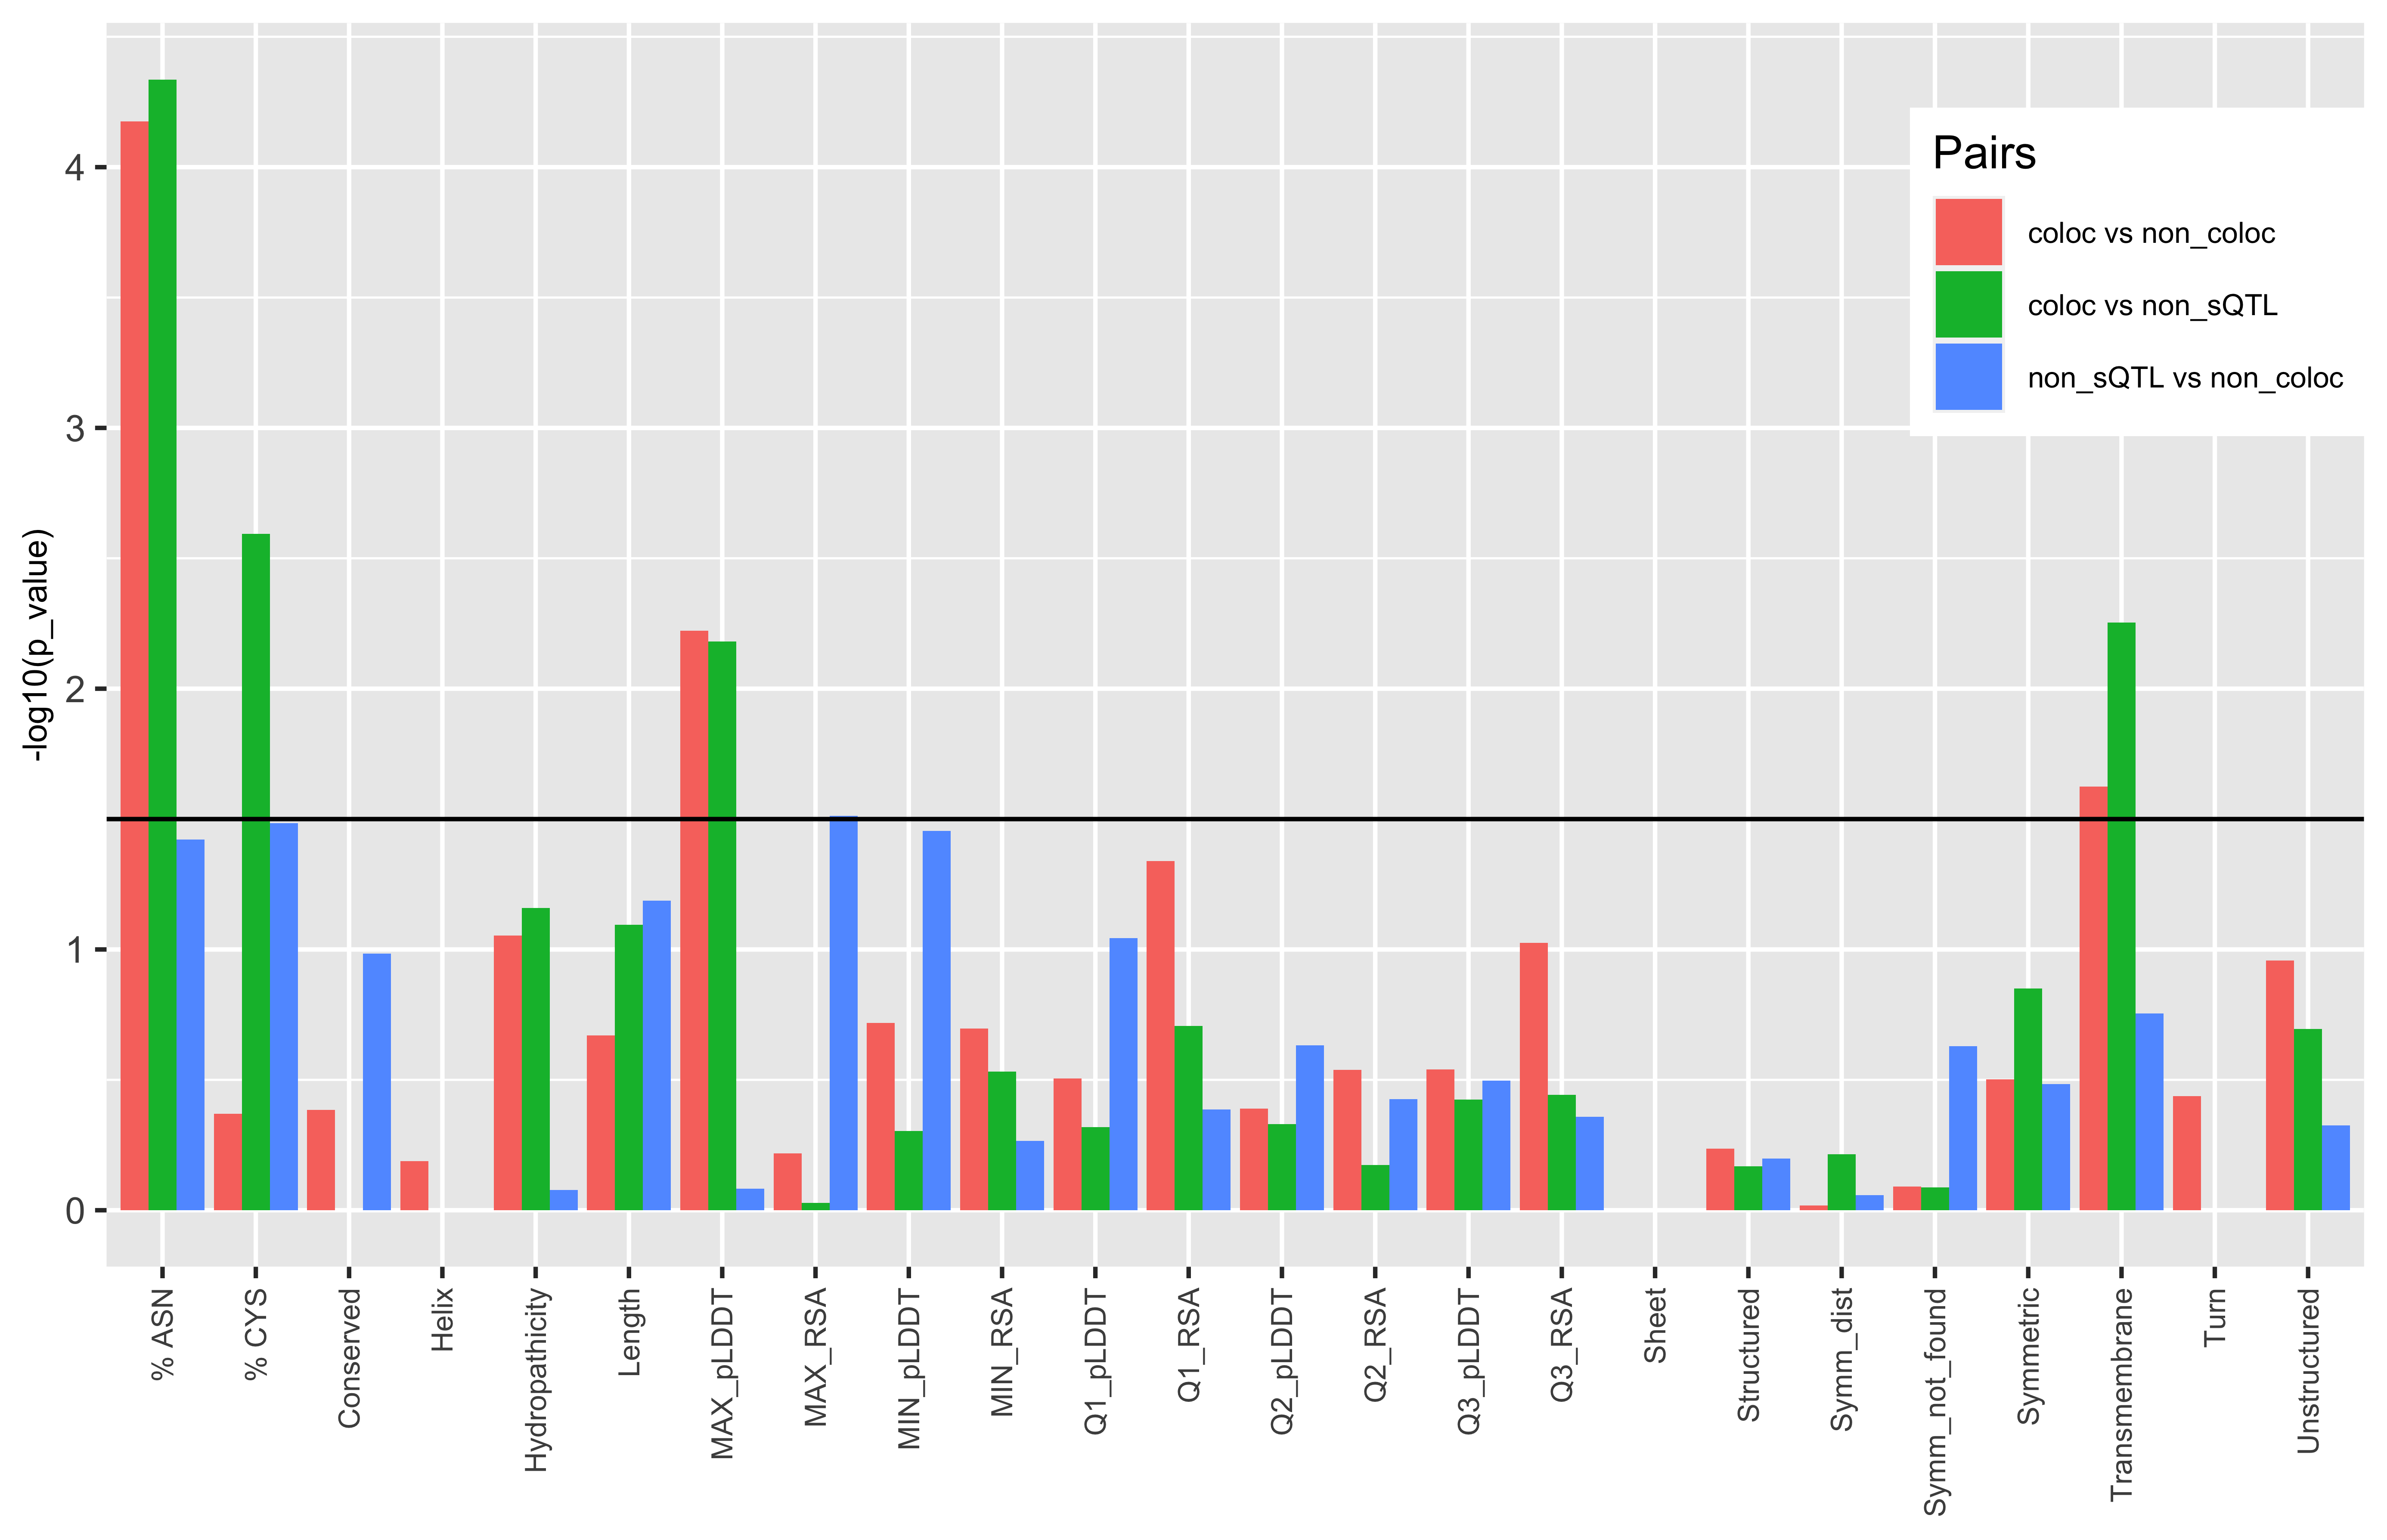 Pairs
coloc vs non_coloc
coloc vs non_sQTL
non_sQTL vs non_coloc
-log10(p_value)
4
3
2
1
0
% ASN
% CYS
Conserved
Helix
Hydropathicity
Length
MAX_pLDDT
MAX_RSA
MIN_pLDDT
MIN_RSA
Q1_pLDDT
Q1_RSA
Q2_pLDDT
Q2_RSA
Q3_pLDDT
Q3_RSA
Sheet
Structured
Symm_dist
Symm_not_found
Symmetric
Transmembrane
Turn
Unstructured